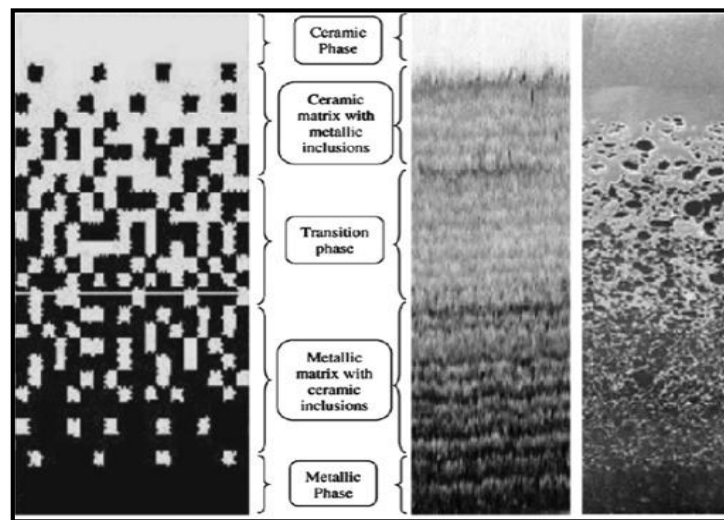 Ceramic
Phase
Ceramic
matrix with
metallic
inclusions
Transition
phase
Metallic
matrix with
ceramic
inclusions
Metallic
Phase